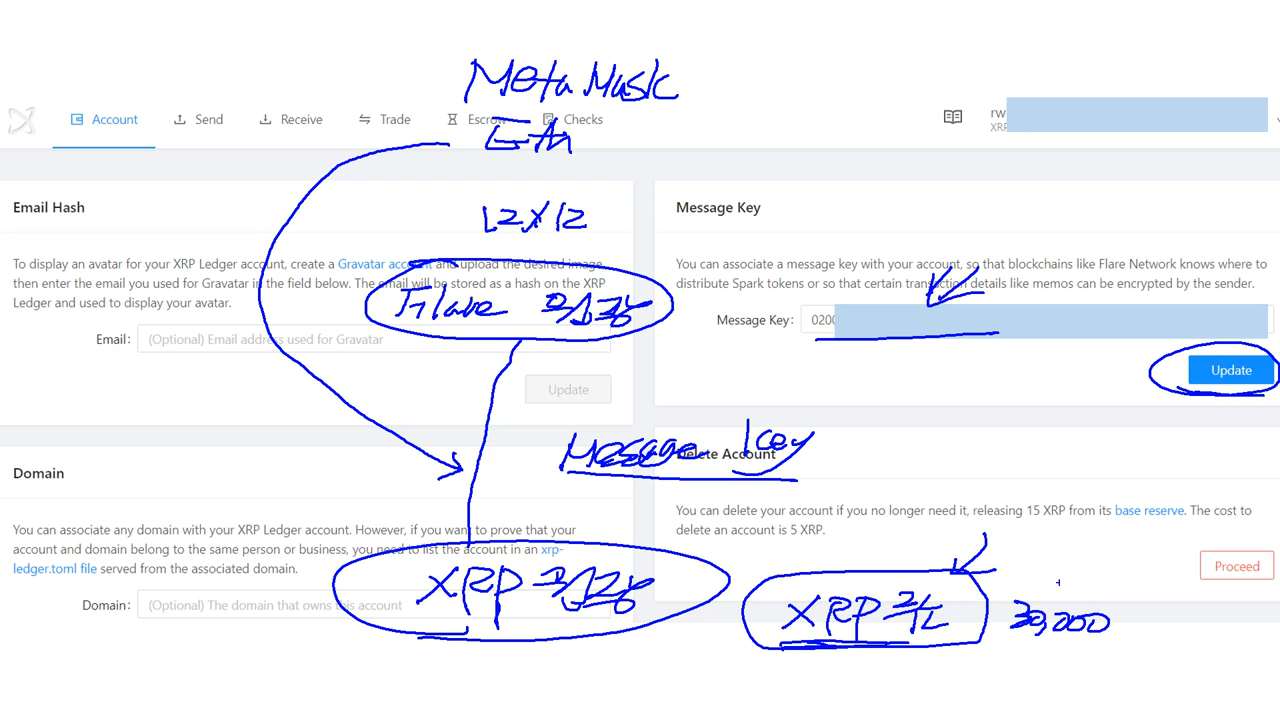 Meta Mask
Account
Send
Receive
Trade
Escrow
Checks
rw
XRP
Eth
Email Hash
12 X 12
To display an avatar for your XRP Ledger account, create a Gravatar account and upload the desired image,
then enter the email you used for Gravatar in the field below. The email will be stored as a hash on the XRP
Ledger and used to display your avatar.
Email: (Optional) Email address used for Gravatar
Update
Message Key
You can associate a message key with your account, so that blockchains like Flare Network knows where to
distribute Spark tokens or so that certain transaction details like memos can be encrypted by the sender.
Message Key: 020
Update
Message Key
Domain
You can associate any domain with your XRP Ledger account. However, if you want to prove that your
account and domain belong to the same person or business, you need to list the account in an xrp-
ledger.toml file served from the associated domain.
Domain: (Optional) The domain that owns this account
XRP
Delete Account
You can delete your account if you no longer need it, releasing 15 XRP from its base reserve. The cost to
delete an account is 5 XRP.
Proceed
XRP
30,000